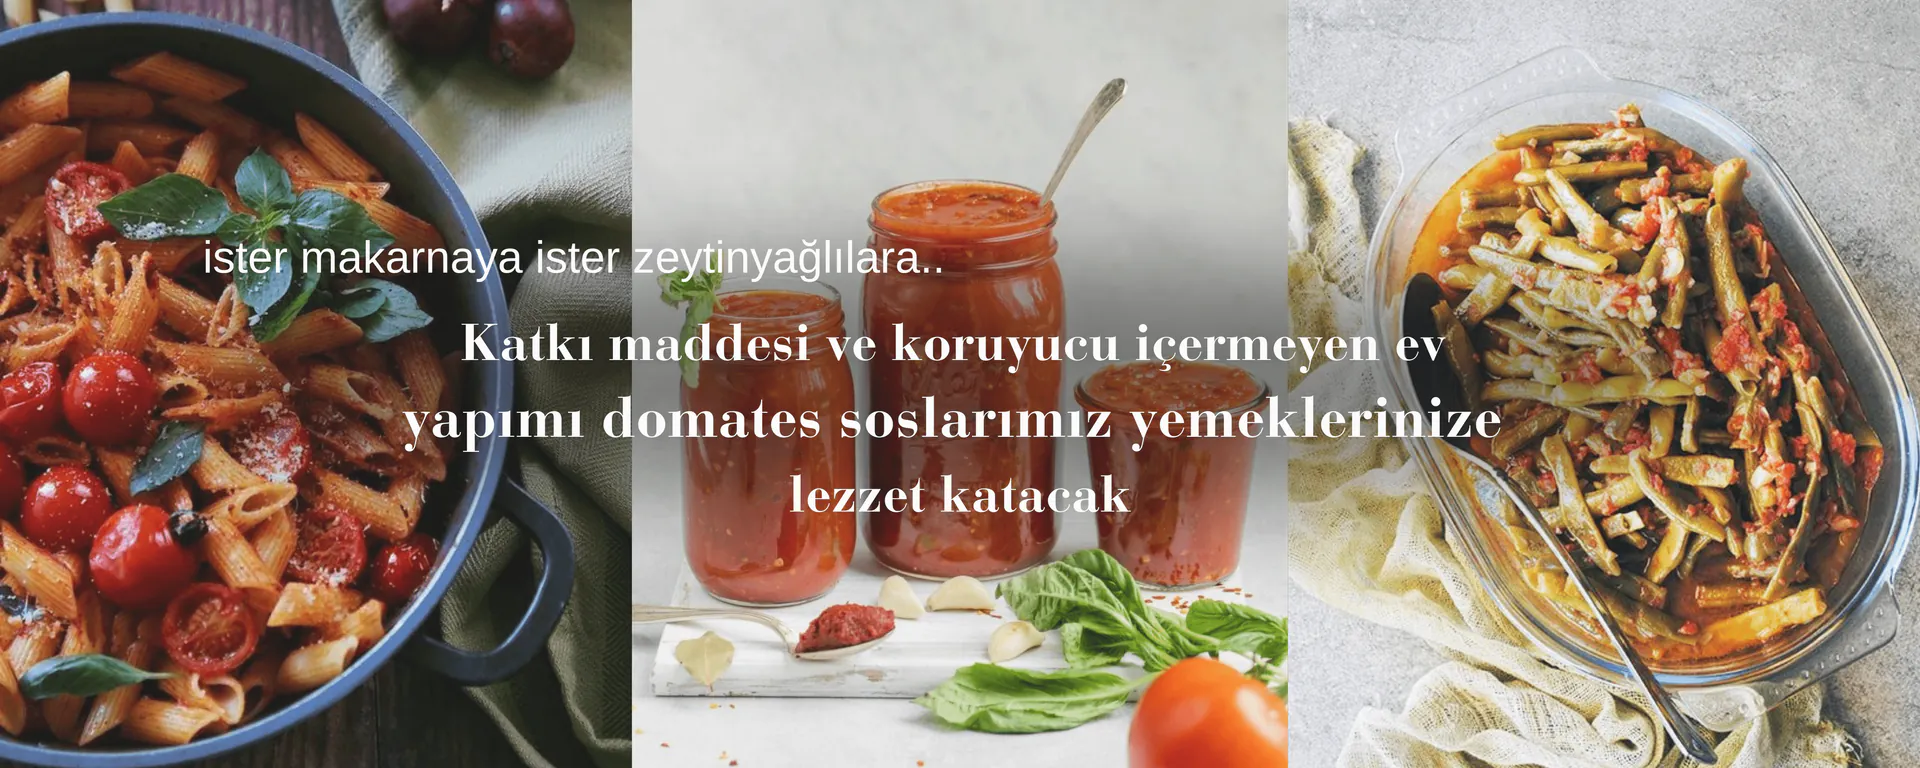 ister makarnaya ister zeytinyağlılara..
Katkı maddesi ve koruyucu içermeyen ev
yapımı domates soslarımız yemeklerinize
lezzet katacak